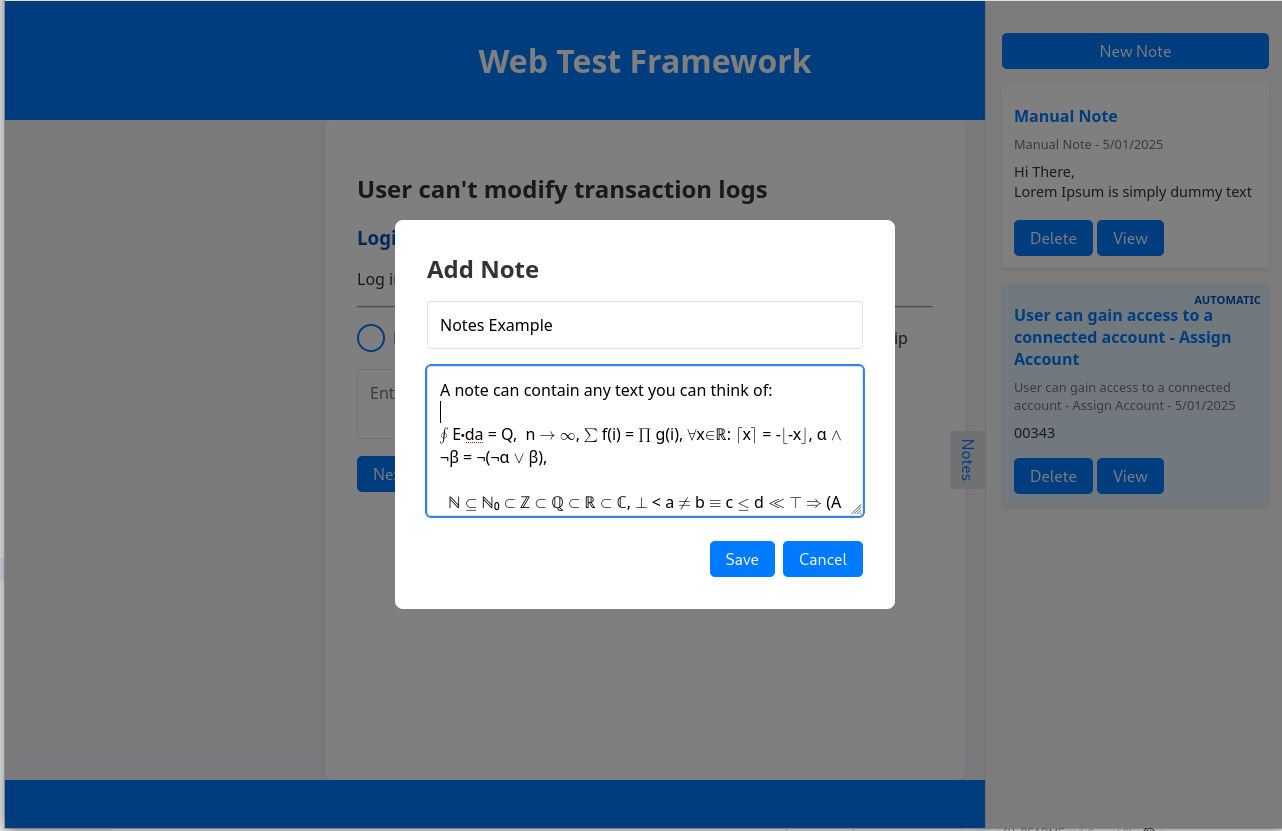 Web Test Framework
User can't modify transaction logs
Logi
Log i
ip
Ent
Nex
Add Note
Notes Example
A note can contain any text you can think of:
∮ E⋅da = Q,  n → ∞, ∑ f(i) = ∏ g(i), ∀x∈ℝ: ⌈x⌉ = -⌊-x⌋, α ∧
¬β = ¬(¬α ∨ β),
ℕ ⊆ ℕ₀ ⊂ ℤ ⊂ ℚ ⊂ ℝ ⊂ ℂ, ⊥ < a ≠ b ≡ c ≤ d ≪ ⊤ ⇒ (A
Save
Cancel
Notes
New Note
Manual Note
Manual Note - 5/01/2025
Hi There,
Lorem Ipsum is simply dummy text
Delete
View
AUTOMATIC
User can gain access to a
connected account - Assign
Account
User can gain access to a connected
account - Assign Account - 5/01/2025
00343
Delete
View